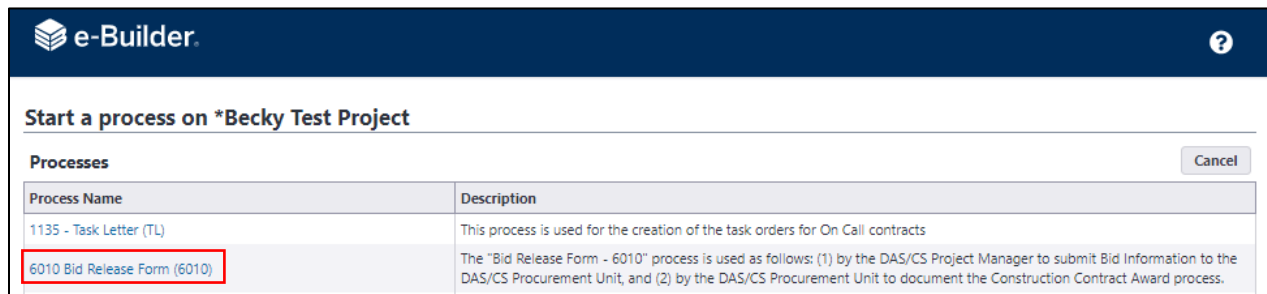 e-Builder®
?
Start a process on *Becky Test Project
Processes
Cancel
Process Name Description
1135 - Task Letter (TL) This process is used for the creation of the task orders for On Call contracts
6010 Bid Release Form (6010) The "Bid Release Form - 6010" process is used as follows: (1) by the DAS/CS Project Manager to submit Bid Information to the
DAS/CS Procurement Unit, and (2) by the DAS/CS Procurement Unit to document the Construction Contract Award process.